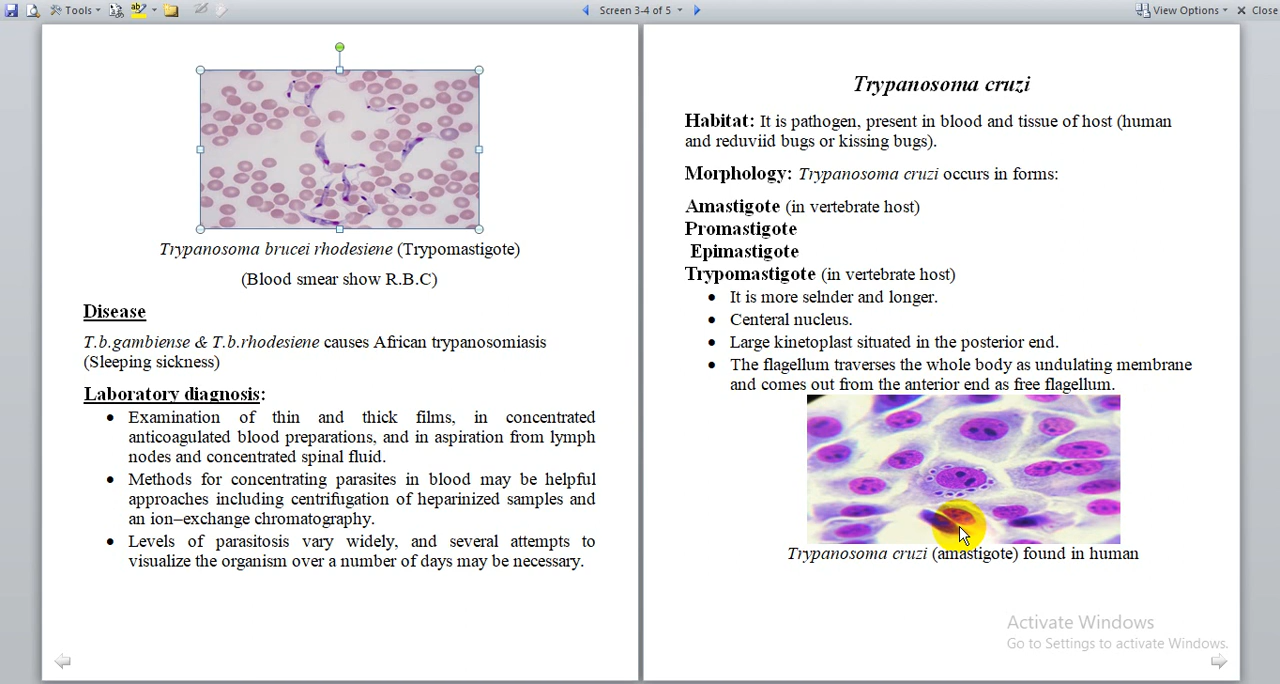 Tools
Screen 3-4 of 5
View Options
Close
Trypanosoma brucei rhodesiene (Trypomastigote)
(Blood smear show R.B.C)
Disease
T.b.gambiense & T.b.rhodesiene causes African trypanosomiasis
(Sleeping sickness)
Laboratory diagnosis:
• Examination of thin and thick films, in concentrated
anticoagulated blood preparations, and in aspiration from lymph
nodes and concentrated spinal fluid.
• Methods for concentrating parasites in blood may be helpful
approaches including centrifugation of heparinized samples and
an ion–exchange chromatography.
• Levels of parasites vary widely, and several attempts to
visualize the organism over a number of days may be necessary.
Trypanosoma cruzi
Habitat: It is pathogen, present in blood and tissue of host (human
and reduviid bugs or kissing bugs).
Morphology: Trypanosoma cruzi occurs in forms:
Amastigote (in vertebrate host)
Promastigote
Epimastigote
Trypomastigote (in vertebrate host)
• It is more selnder and longer.
• Centeral nucleus.
• Large kinetoplast situated in the posterior end.
• The flagellum traverses the whole body as undulating membrane
and comes out from the anterior end as free flagellum.
Trypanosoma cruzi (amastigote) found in human
Activate Windows
Go to Settings to activate Windows.